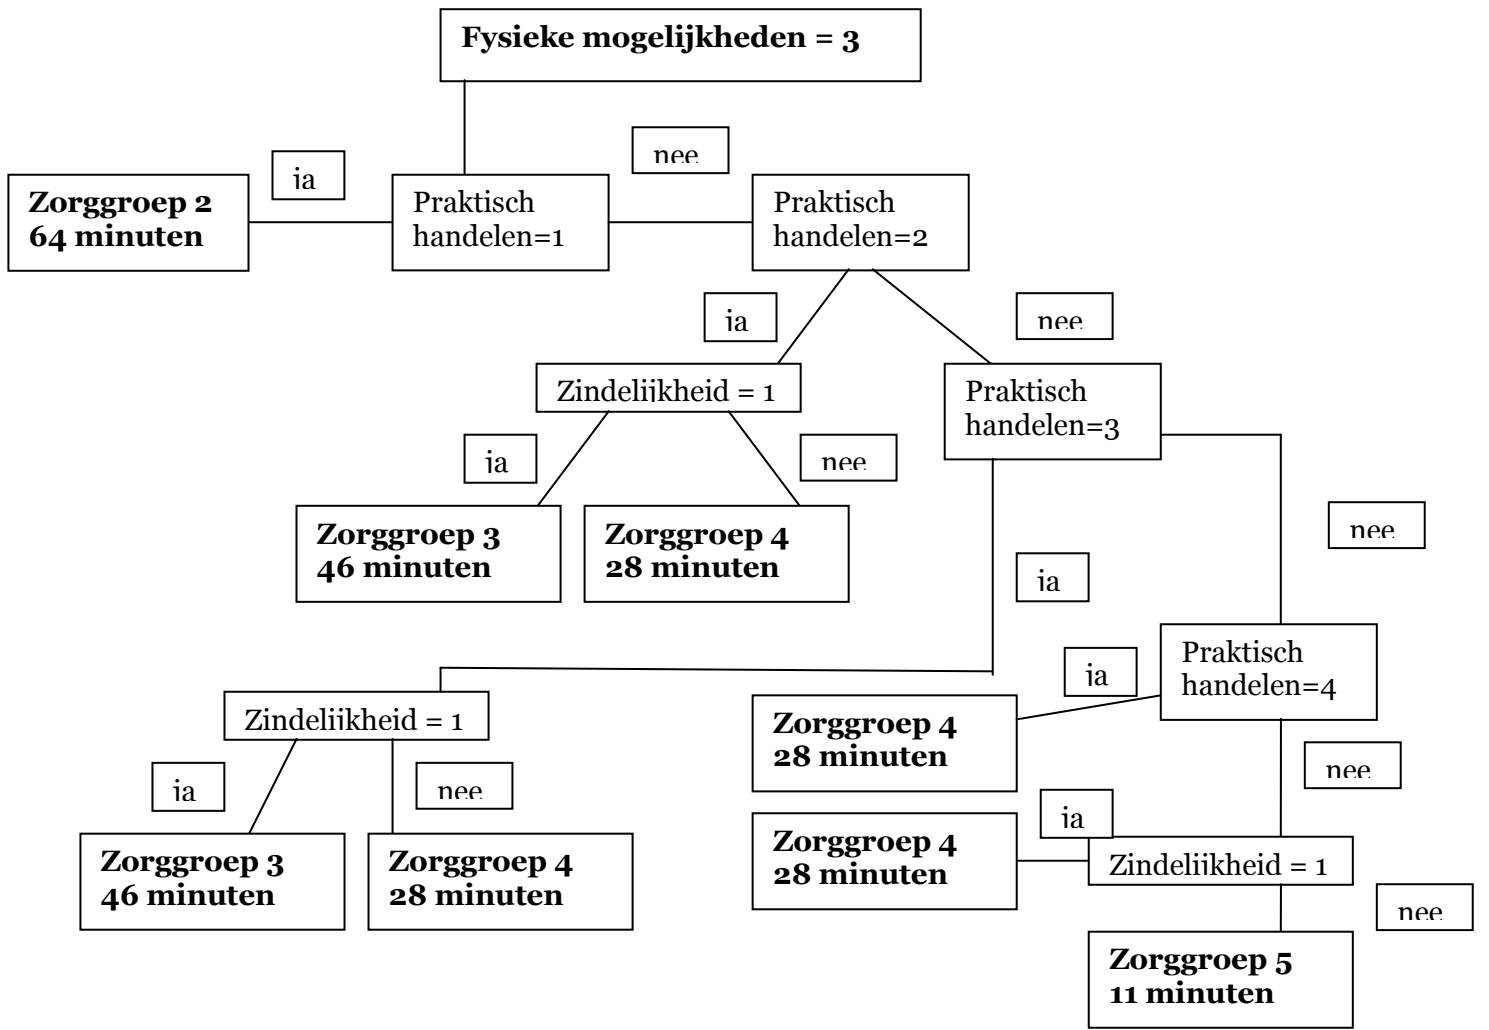 Fysieke mogelijkheden = 3
nee
ja
Zorggroep 2
64 minuten
Praktisch
handelen=1
Praktisch
handelen=2
ja
nee
Zindelijkheid = 1
Praktisch
handelen=3
ja
nee
Zorggroep 3
46 minuten
Zorggroep 4
28 minuten
nee
ja
Praktisch
handelen=4
ja
Zindelijkheid = 1
Zorggroep 4
28 minuten
nee
ja
nee
ja
Zorggroep 3
46 minuten
Zorggroep 4
28 minuten
Zorggroep 4
28 minuten
Zindelijkheid = 1
nee
Zorggroep 5
11 minuten